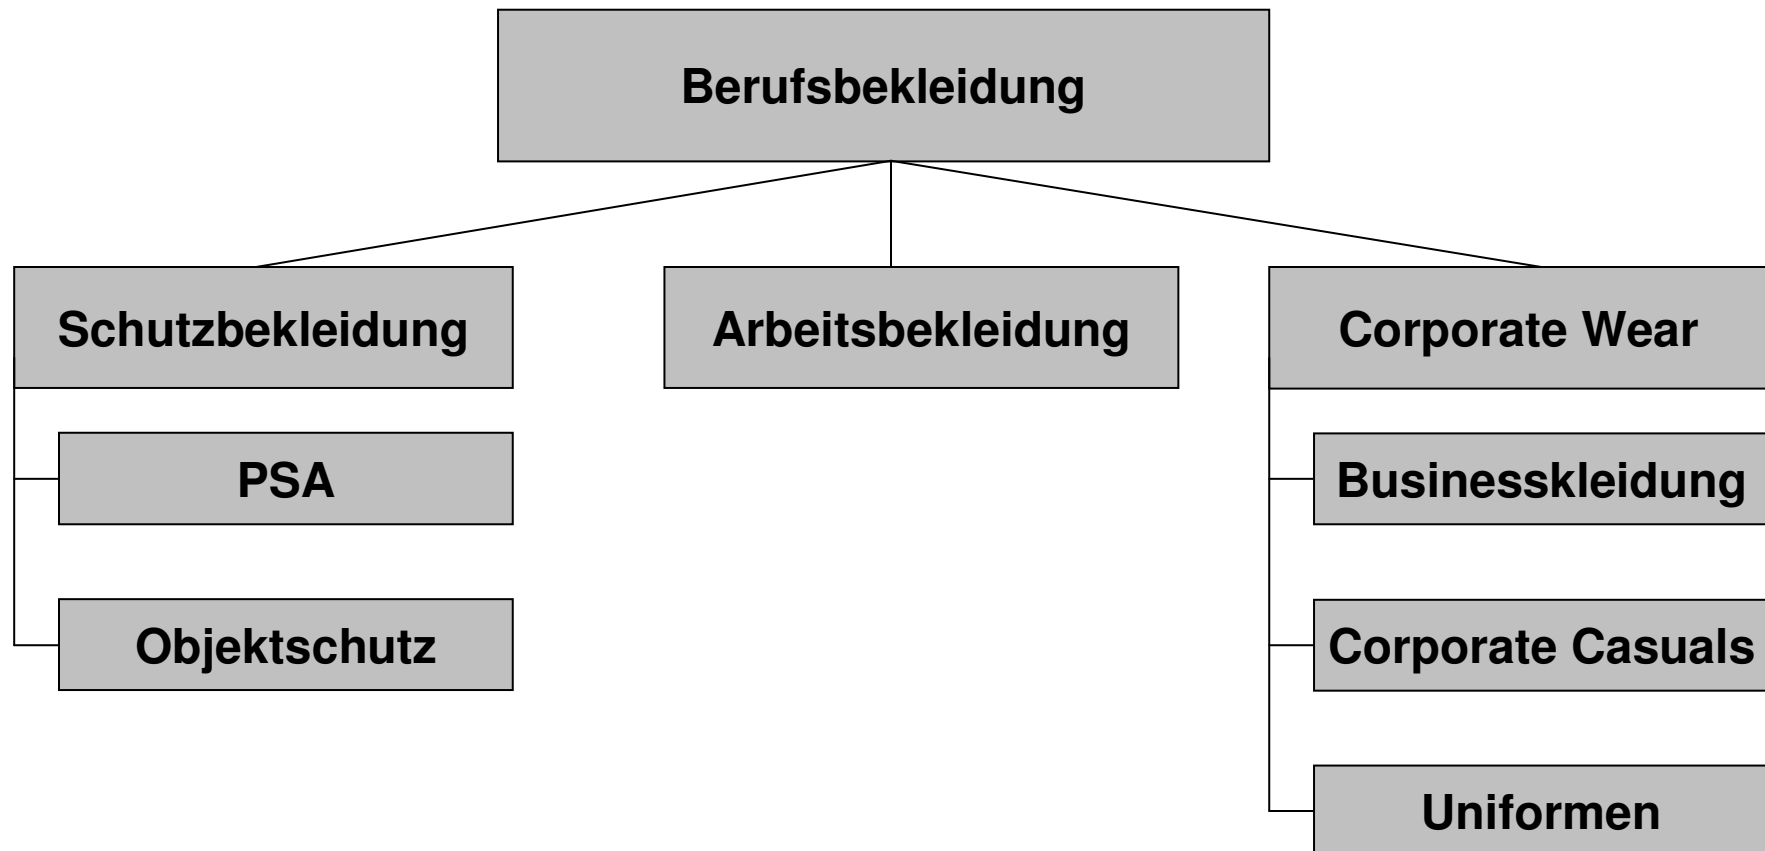 Berufsbekleidung
Schutzbekleidung
Arbeitsbekleidung
Corporate Wear
PSA
Businesskleidung
Objektschutz
Corporate Casuals
Uniformen